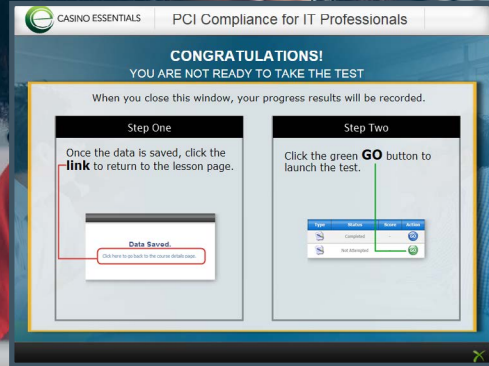 CASINO ESSENTIALS
PCI Compliance for IT Professionals
CONGRATULATIONS!
YOU ARE NOT READY TO TAKE THE TEST
When you close this window, your progress results will be recorded.
Step One
Once the data is saved, click the
link to return to the lesson page.
Data Saved.
Click here to go back to the course details page.
Step Two
Click the green GO button to
launch the test.
Type Status Score Action
Completed GO
Not Attempted GO